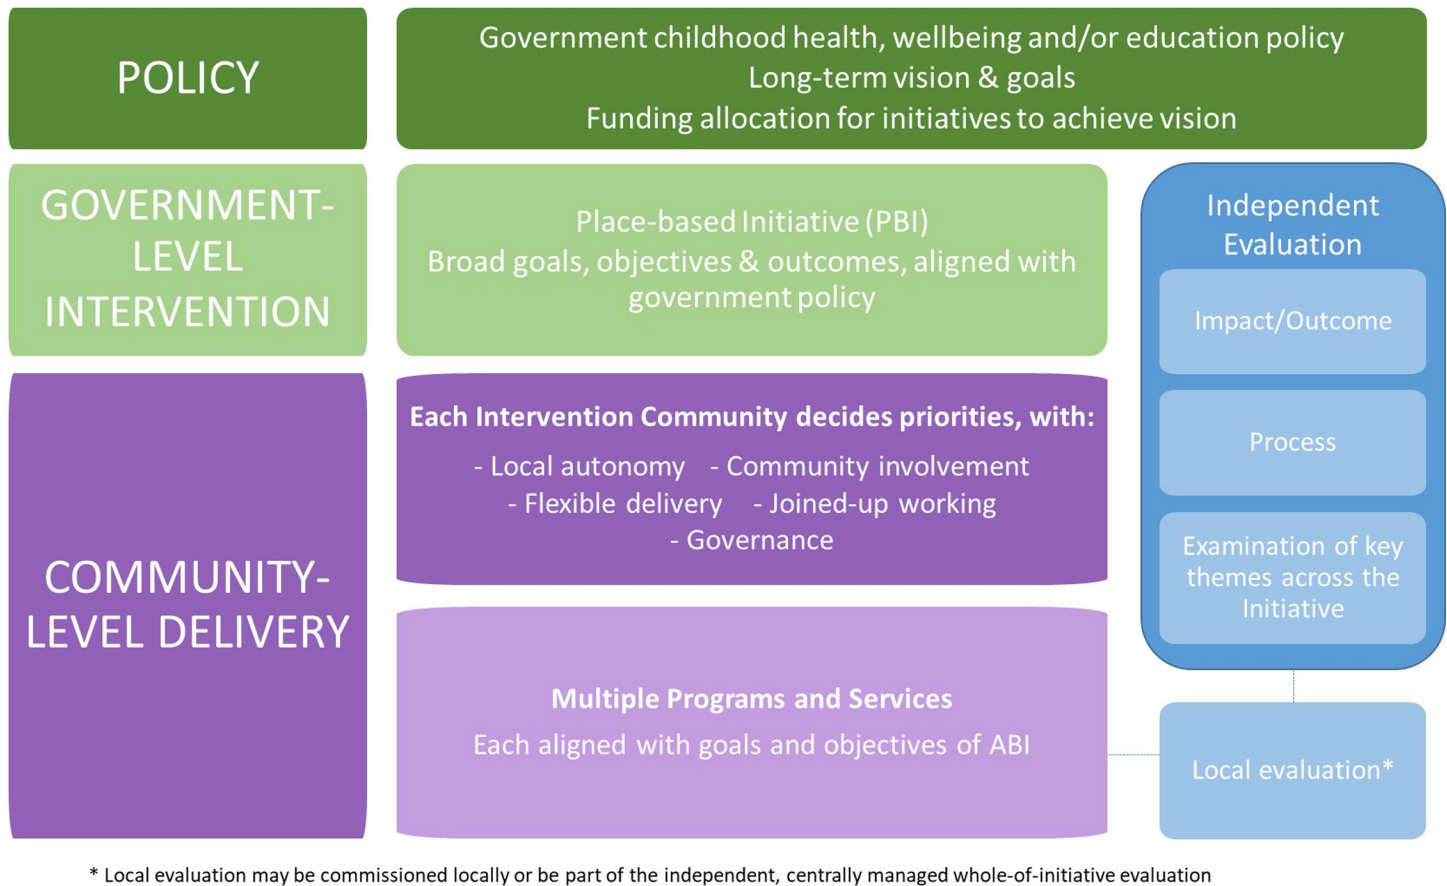 POLICY
Government childhood health, wellbeing and/or education policy
Long-term vision & goals
Funding allocation for initiatives to achieve vision
GOVERNMENT-
LEVEL
INTERVENTION
Place-based Initiative (PBI)
Broad goals, objectives & outcomes, aligned with
government policy
Independent
Evaluation
Impact/Outcome
Process
Examination of key
themes across the
Initiative
COMMUNITY-
LEVEL DELIVERY
Each Intervention Community decides priorities, with:
- Local autonomy - Community involvement
- Flexible delivery - Joined-up working
- Governance
Multiple Programs and Services
Each aligned with goals and objectives of ABI
Local evaluation*
* Local evaluation may be commissioned locally or be part of the independent, centrally managed whole-of-initiative evaluation